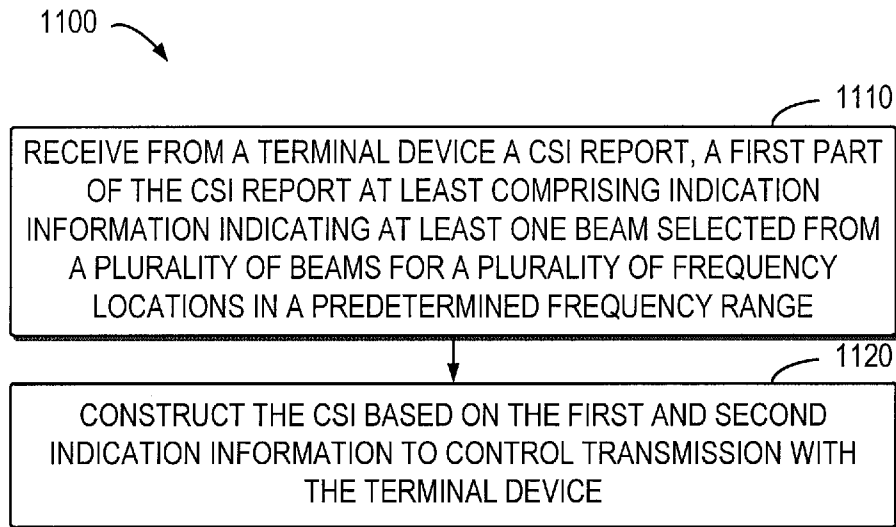 1100
1110
RECEIVE FROM A TERMINAL DEVICE A CSI REPORT, A FIRST PART
OF THE CSI REPORT AT LEAST COMPRISING INDICATION
INFORMATION INDICATING AT LEAST ONE BEAM SELECTED FROM
A PLURALITY OF BEAMS FOR A PLURALITY OF FREQUENCY
LOCATIONS IN A PREDETERMINED FREQUENCY RANGE
1120
CONSTRUCT THE CSI BASED ON THE FIRST AND SECOND
INDICATION INFORMATION TO CONTROL TRANSMISSION WITH
THE TERMINAL DEVICE